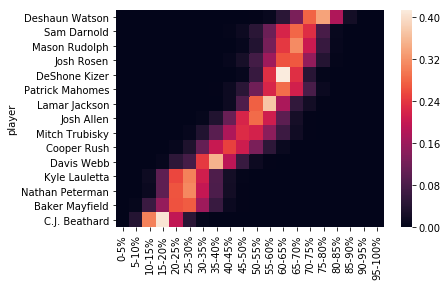 Deshaun Watson
Sam Darnold
Mason Rudolph
Josh Rosen
DeShone Kizer
Patrick Mahomes
Lamar Jackson
Josh Allen
Mitch Trubisky
Cooper Rush
Davis Webb
Kyle Lauletta
Nathan Peterman
Baker Mayfield
C.J. Beathard
player
0-5%
5-10%
10-15%
15-20%
20-25%
25-30%
30-35%
35-40%
40-45%
45-50%
50-55%
55-60%
60-65%
65-70%
70-75%
75-80%
80-85%
85-90%
90-95%
95-100%
0.40
0.32
0.24
0.16
0.08
0.00